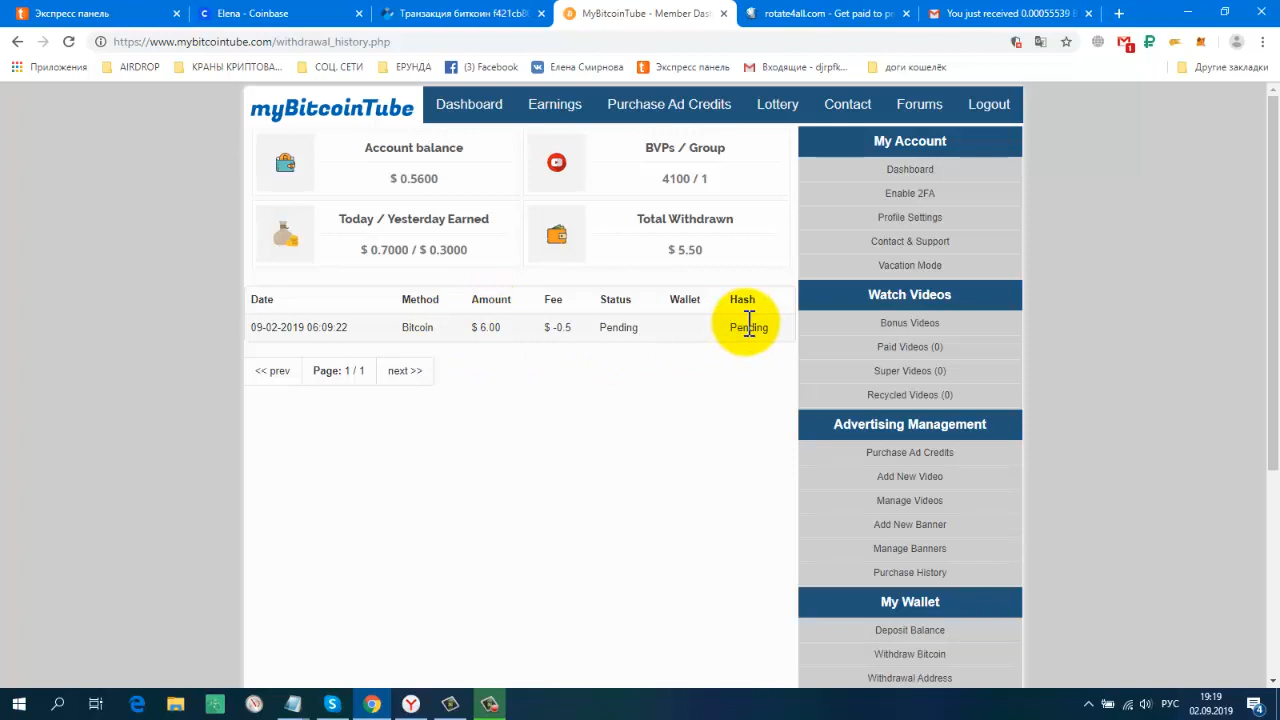 Экспресс панель
Elena - Coinbase
Транзакция биткоин f421cb8
MyBitcoinTube - Member Das
rotate4all.com - Get paid to p
You just received 0.00055539
https://www.mybitcointube.com/withdrawal_history.php
Приложения
AIRDROP
КРАНЫ КРИПТОВА...
СОЦ. СЕТИ
ЕРУНДА
(3) Facebook
Елена Смирнова
Экспресс панель
Входящие - djrpfk...
доги кошелёк
Другие закладки
myBitcoinTube
Dashboard
Earnings
Purchase Ad Credits
Lottery
Contact
Forums
Logout
Account balance
$ 0.5600
BVPs / Group
4100 / 1
Today / Yesterday Earned
$ 0.7000 / $ 0.3000
Total Withdrawn
$ 5.50
Date Method Amount Fee Status Wallet Hash
09-02-2019 06:09:22 Bitcoin $ 6.00 $ -0.5 Pending Pending
<< prev Page: 1 / 1 next >>
My Account
Dashboard
Enable 2FA
Profile Settings
Contact & Support
Vacation Mode
Watch Videos
Bonus Videos
Paid Videos (0)
Super Videos (0)
Recycled Videos (0)
Advertising Management
Purchase Ad Credits
Add New Video
Manage Videos
Add New Banner
Manage Banners
Purchase History
My Wallet
Deposit Balance
Withdraw Bitcoin
Withdrawal Address
РУС
19:19
02.09.2019
4